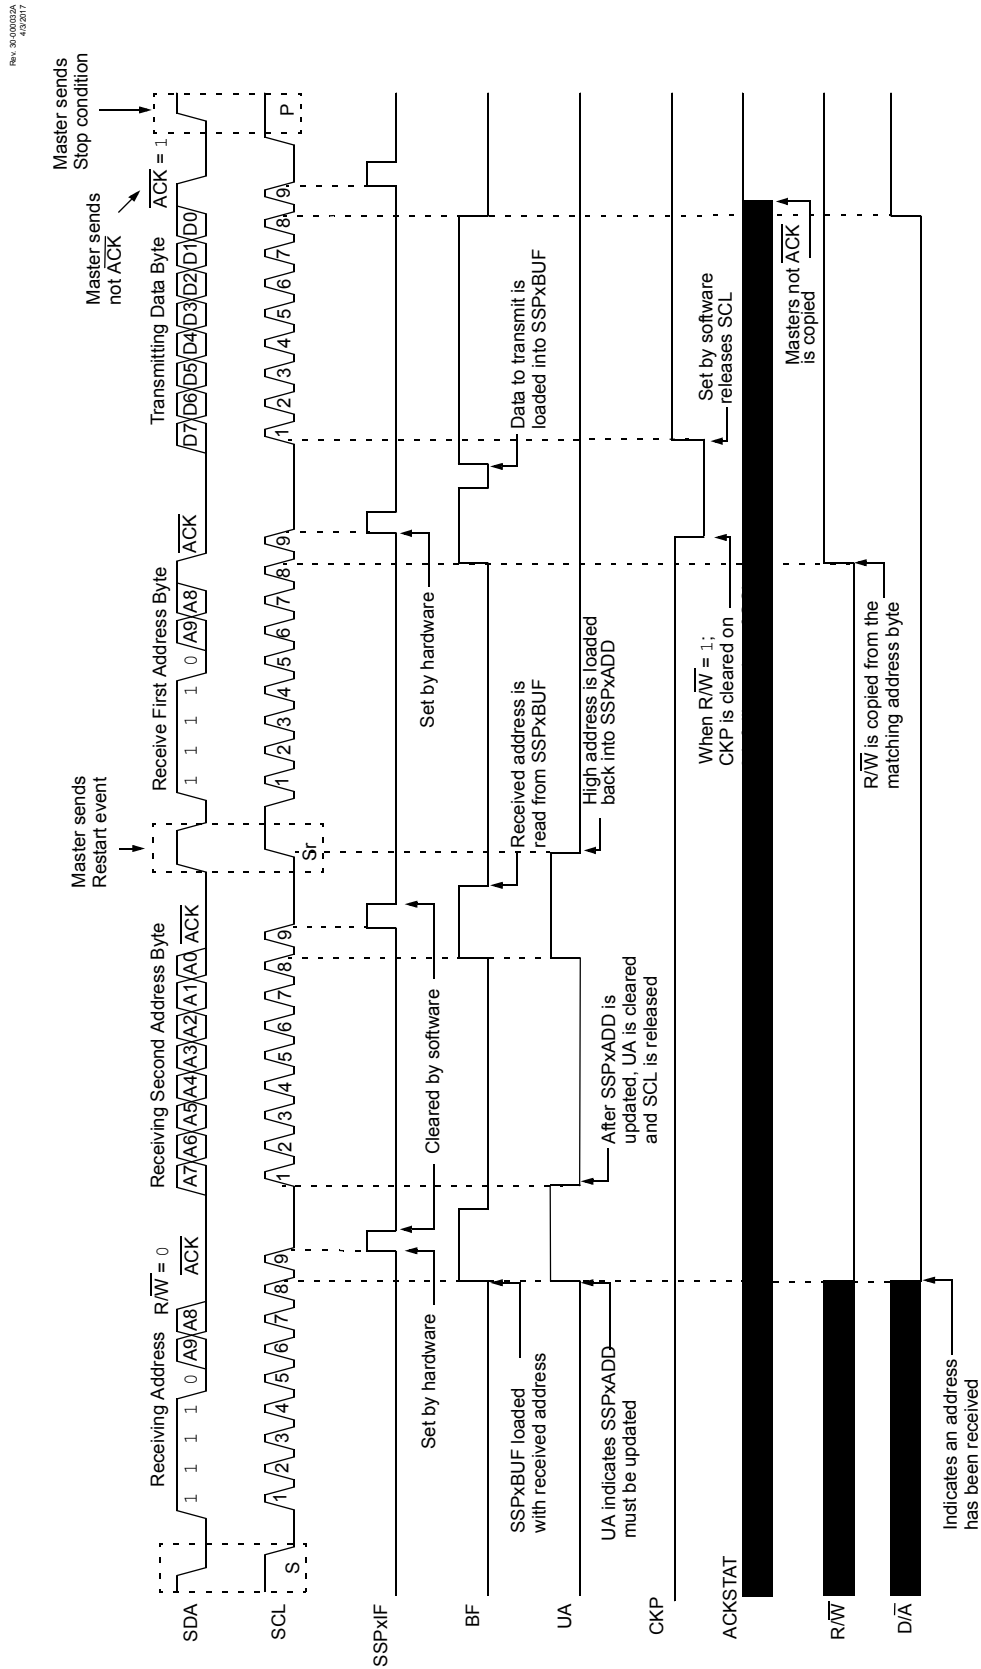 Rev. 30-000032A
4/3/2017
Master sends
Stop condition
Master sends
not ACK
Master sends
Restart event
Receiving Address R/W = 0
Receiving Second Address Byte
Receive First Address Byte
Transmitting Data Byte
ACK = 1
SDA
1 1 1 1 0 A9 A8 ACK
A7 A6 A5 A4 A3 A2 A1 A0 ACK
1 1 1 1 0 A9 A8 ACK
D7 D6 D5 D4 D3 D2 D1 D0
SCL
S
1 2 3 4 5 6 7 8 9
1 2 3 4 5 6 7 8 9
Sr
1 2 3 4 5 6 7 8 9
1 2 3 4 5 6 7 8 9
P
SSPxIF
Set by hardware
Cleared by software
Set by hardware
BF
SSPxBUF loaded
with received address
Received address is
read from SSPxBUF
Data to transmit is
loaded into SSPxBUF
UA
UA indicates SSPxADD
must be updated
After SSPxADD is
updated, UA is cleared
and SCL is released
High address is loaded
back into SSPxADD
CKP
When R/W = 1;
CKP is cleared on
Set by software
releases SCL
ACKSTAT
Masters not ACK
is copied
R/W
R/W is copied from the
matching address byte
D/A
Indicates an address
has been received